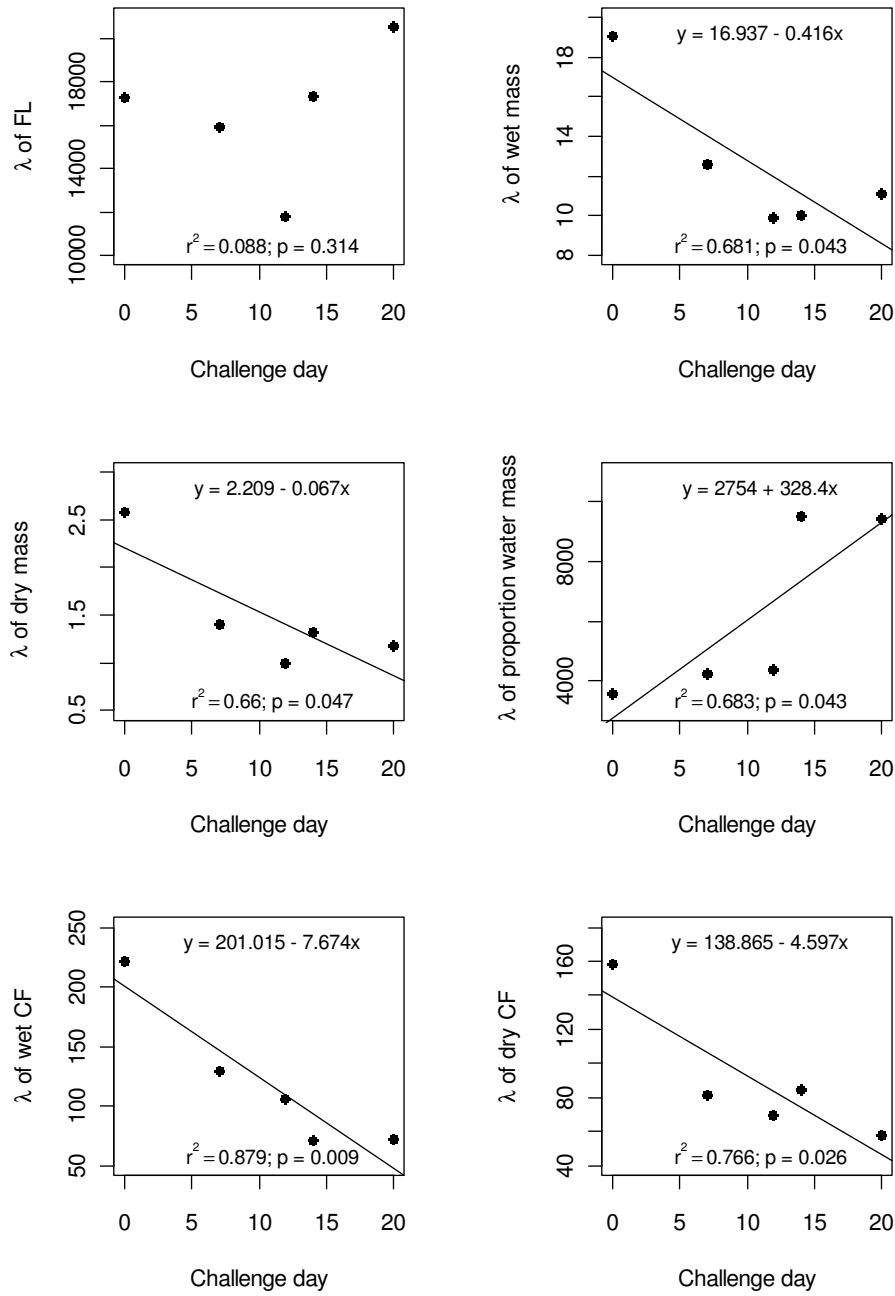 λ of FL
18000
14000
10000
r² = 0.088; p = 0.314
0 5 10 15 20
Challenge day
λ of wet mass
18
14
10
8
y = 16.937 - 0.416x
r² = 0.681; p = 0.043
0 5 10 15 20
Challenge day
λ of dry mass
2.5
1.5
0.5
y = 2.209 - 0.067x
r² = 0.66; p = 0.047
0 5 10 15 20
Challenge day
λ of proportion water mass
8000
4000
y = 2754 + 328.4x
r² = 0.683; p = 0.043
0 5 10 15 20
Challenge day
λ of wet CF
250
200
150
100
50
y = 201.015 - 7.674x
r² = 0.879; p = 0.009
0 5 10 15 20
Challenge day
λ of dry CF
160
120
80
60
40
y = 138.865 - 4.597x
r² = 0.766; p = 0.026
0 5 10 15 20
Challenge day